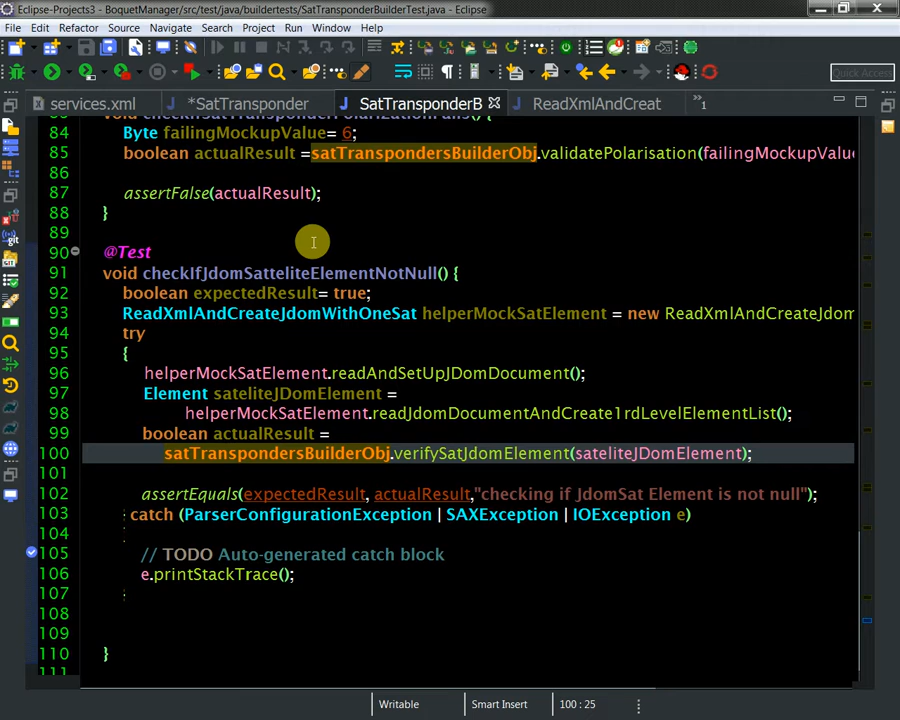 Eclipse-Projects3 - BoquetManager/src/test/java/buildertests/SatTransponderBuilderTest.java - Eclipse
File Edit Refactor Source Navigate Search Project Run Window Help
Quick Access
services.xml *SatTransponder SatTransponderB ReadXmlAndCreat »1
84 Byte failingMockupValue= 6;
85 boolean actualResult =satTranspondersBuilderObj.validatePolarisation(failingMockupValue
86
87 assertFalse(actualResult);
88 }
89
90 @Test
91 void checkIfJdomSatteliteElementNotNull() {
92 boolean expectedResult= true;
93 ReadXmlAndCreateJdomWithOneSat helperMockSatElement = new ReadXmlAndCreateJdom
94 try
95 {
96 helperMockSatElement.readAndSetUpJDomDocument();
97 Element sateliteJDomElement =
98 helperMockSatElement.readJdomDocumentAndCreate1rdLevelElementList();
99 boolean actualResult =
100 satTranspondersBuilderObj.verifySatJdomElement(sateliteJDomElement);
101
102 assertEquals(expectedResult, actualResult,"checking if JdomSat Element is not null");
103 catch (ParserConfigurationException | SAXException | IOException e)
104
105 // TODO Auto-generated catch block
106 e.printStackTrace();
107
108
109
110 }
111
Writable Smart Insert 100 : 25